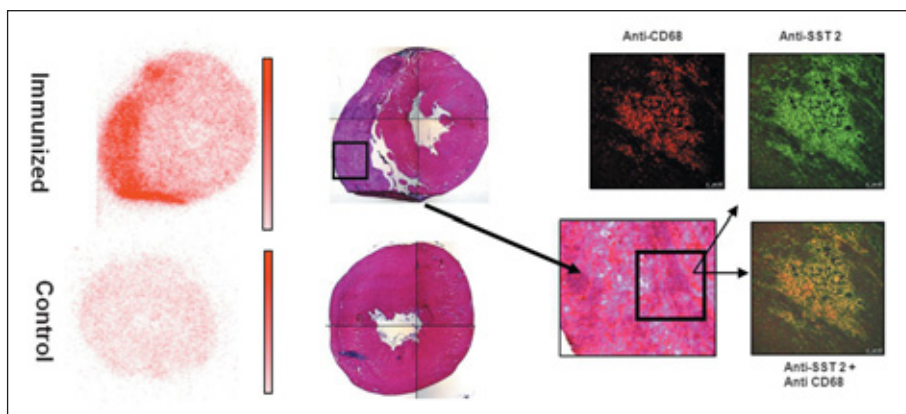 Anti-CD68
Anti-SST 2
Immunized
Control
Anti-SST 2 +
Anti CD68